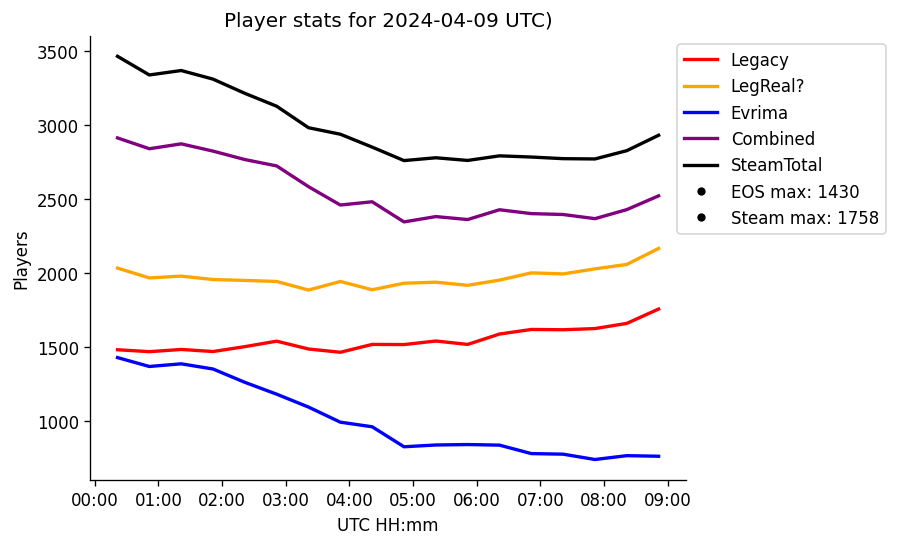 Player stats for 2024-04-09 UTC)
3500
3000
2500
2000
1500
1000
Players
00:00 01:00 02:00 03:00 04:00 05:00 06:00 07:00 08:00 09:00
UTC HH:mm
Legacy
LegReal?
Evrima
Combined
SteamTotal
EOS max: 1430
Steam max: 1758